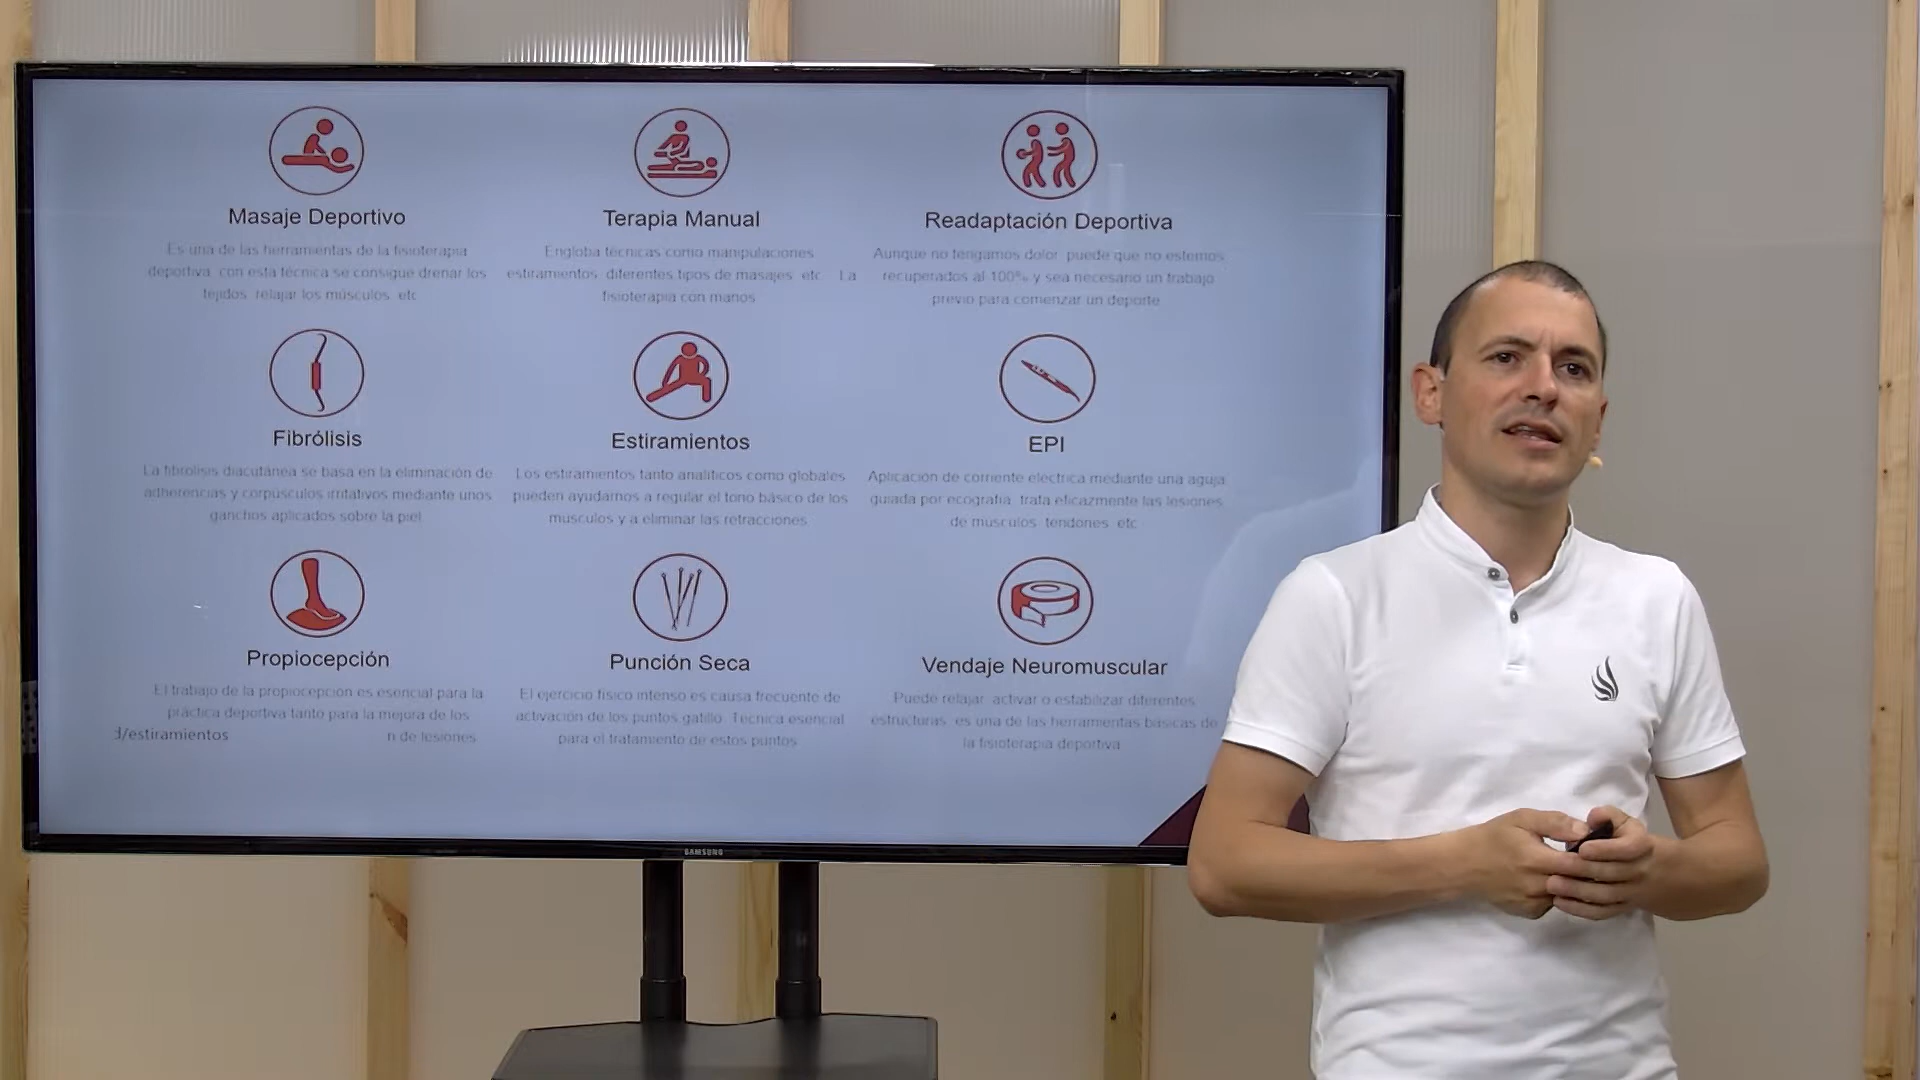 Masaje Deportivo
Es una de las herramientas de la fisioterapia
deportiva con esta técnica se consigue drenar los
tejidos relajar los músculos etc
Terapia Manual
Engloba técnicas como manipulaciones
estiramientos diferentes tipos de masajes etc La
fisioterapia con manos
Readaptación Deportiva
Aunque no tengamos dolor puede que no estemos
recuperados al 100% y sea necesario un trabajo
previo para comenzar un deporte
Fibrólisis
La fibrolisis diacutánea se basa en la eliminación de
adherencias y corpúsculos irritativos mediante unos
ganchos aplicados sobre la piel
Estiramientos
Los estiramientos tanto analíticos como globales
pueden ayudarnos a regular el tono básico de los
músculos y a eliminar las retracciones
EPI
Aplicación de corriente eléctrica mediante una aguja
guiada por ecografía trata eficazmente las lesiones
de músculos tendones etc
Propiocepción
El trabajo de la propiocepción es esencial para la
práctica deportiva tanto para la mejora de los
3/estiramientos
n de lesiones
Punción Seca
El ejercicio físico intenso es causa frecuente de
activación de los puntos gatillo Técnica esencial
para el tratamiento de estos puntos
Vendaje Neuromuscular
Puede relajar activar o estabilizar diferentes
estructuras es una de las herramientas básicas de
la fisioterapia deportiva
SAMSUNG